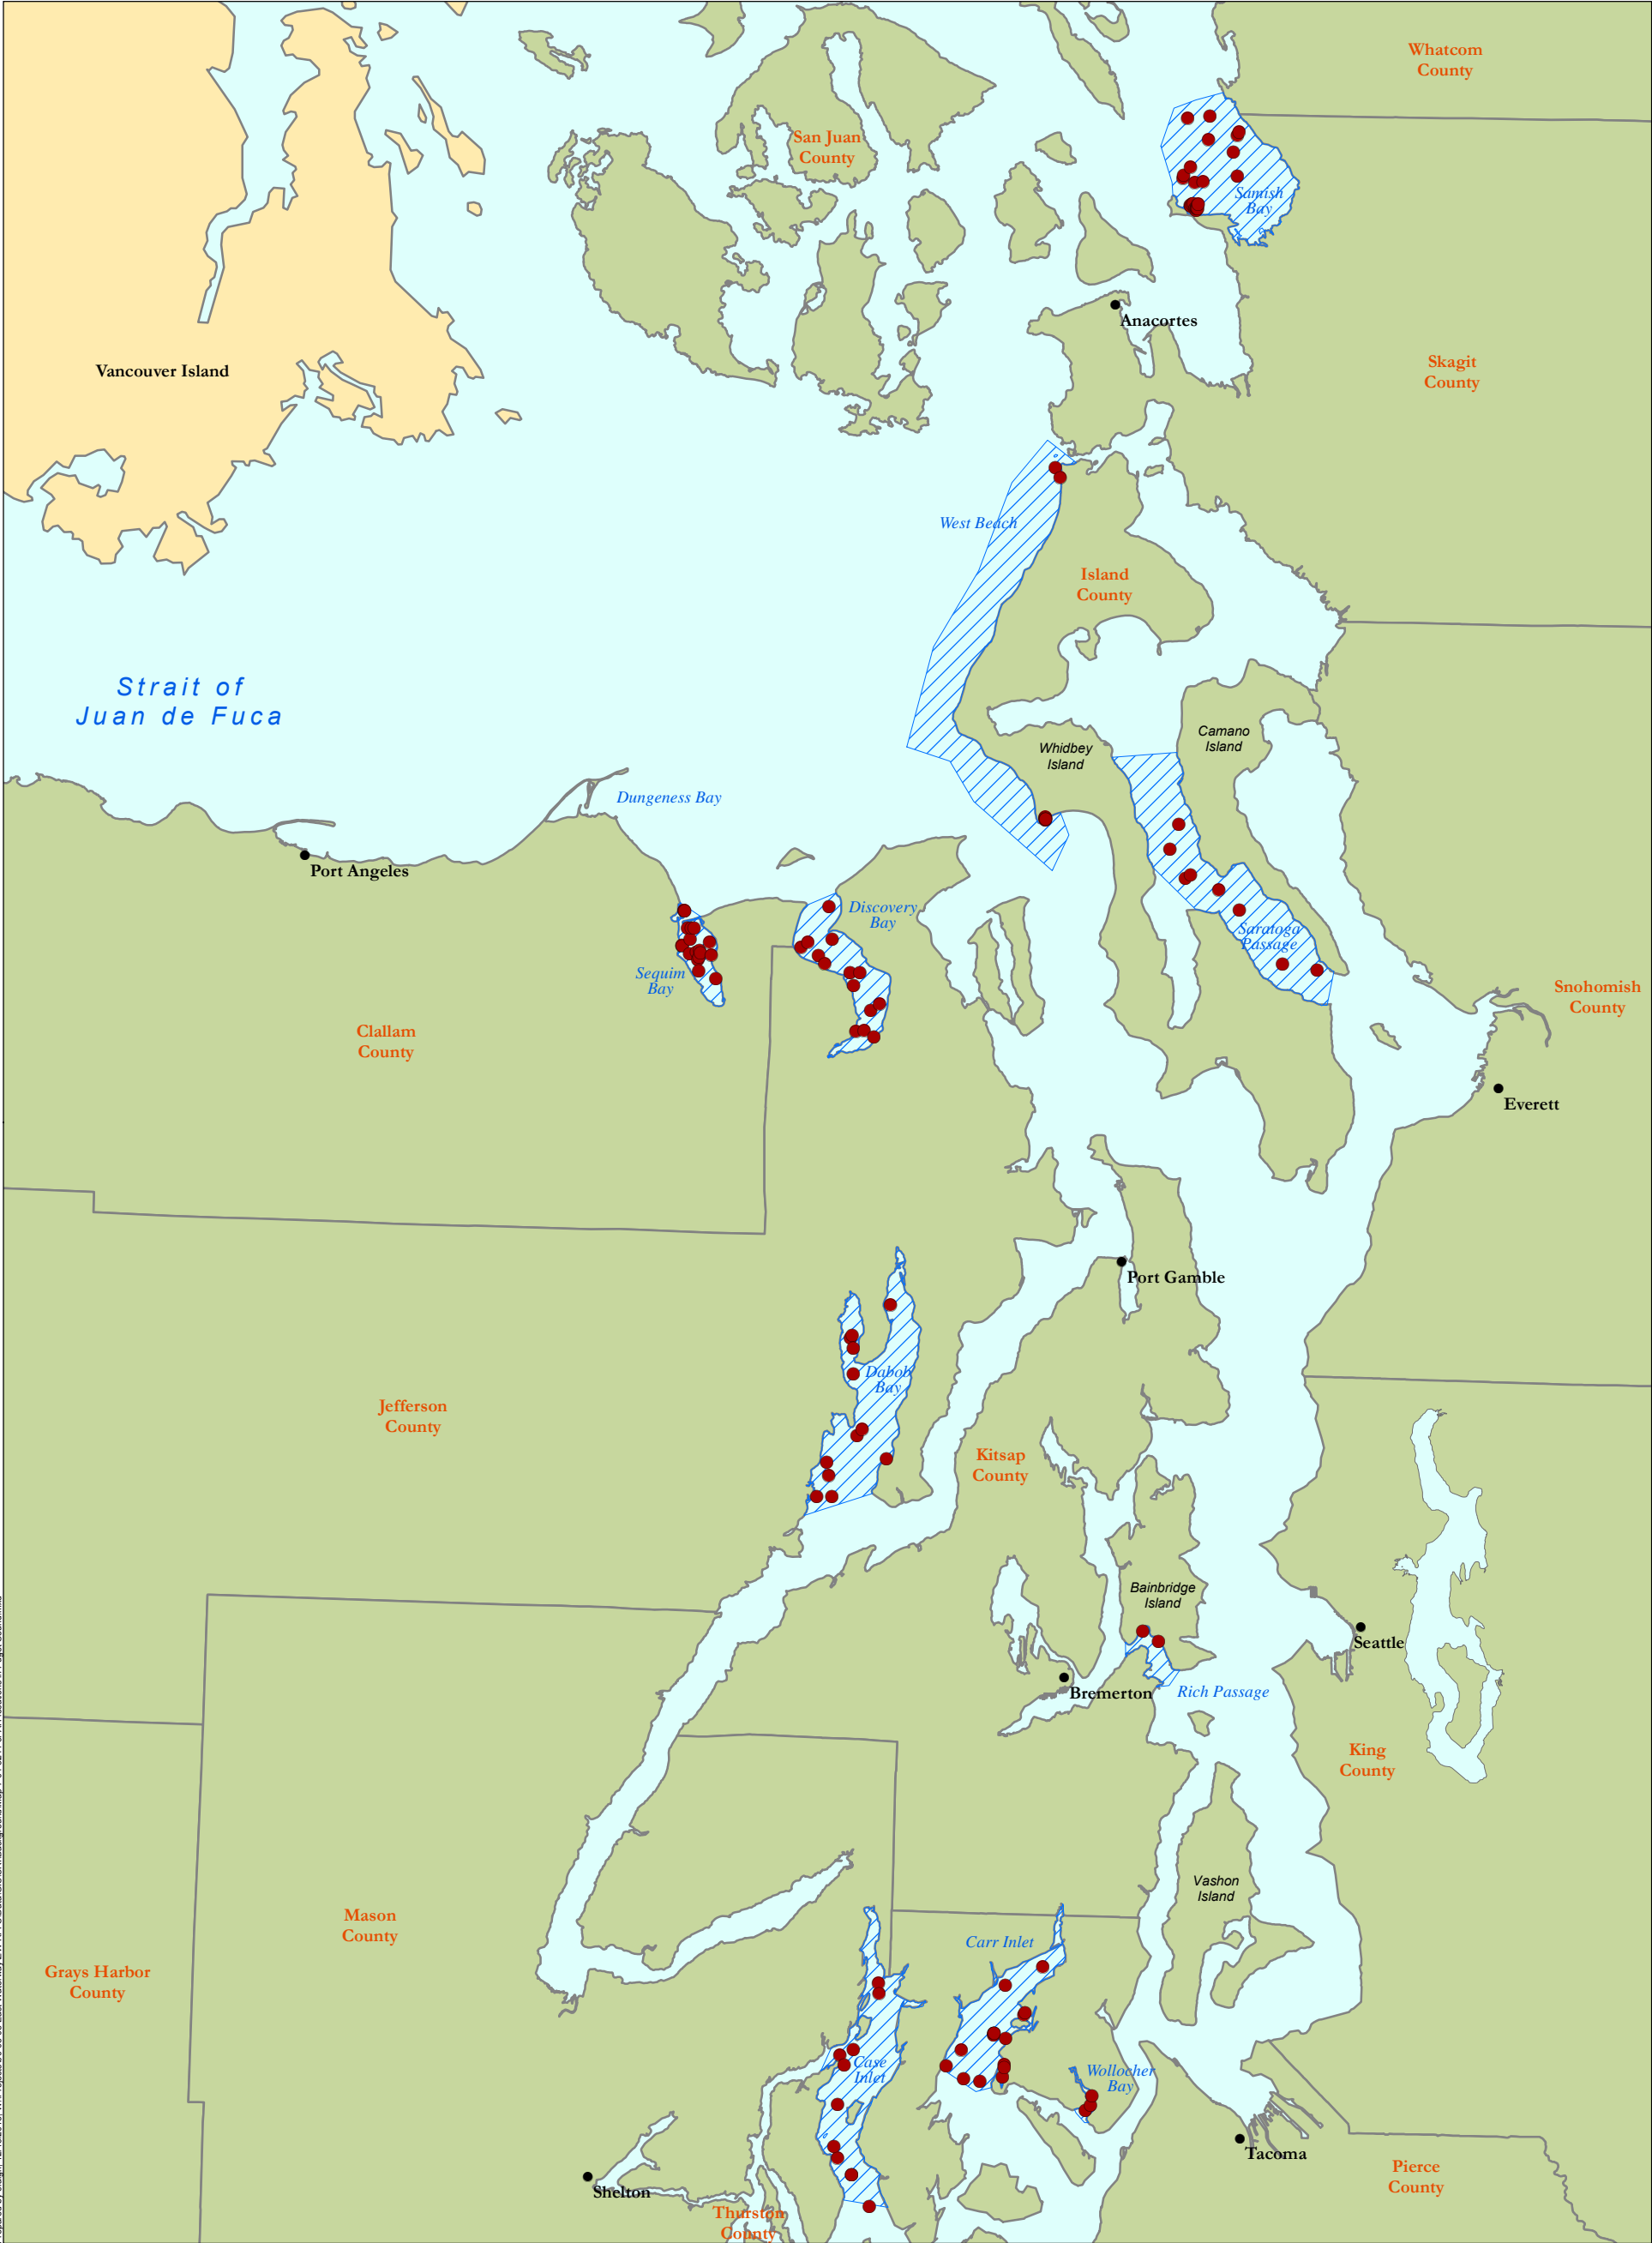 Whatcom
County
San Juan
County
Samish
Bay
Anacortes
Vancouver Island
Skagit
County
West Beach
Island
County
Strait of
Juan de Fuca
Camano
Island
Whidbey
Island
Dungeness Bay
Port Angeles
Discovery
Bay
Saratoga
Passage
Sequim
Bay
Snohomish
County
Clallam
County
Everett
Port Gamble
Dabob
Bay
Jefferson
County
Kitsap
County
Bainbridge
Island
Seattle
Bremerton
Rich Passage
King
County
Vashon
Island
Mason
County
Carr Inlet
Grays Harbor
County
Case
Inlet
Wollocher
Bay
Tacoma
Pierce
County
Shelton
Thurston
County